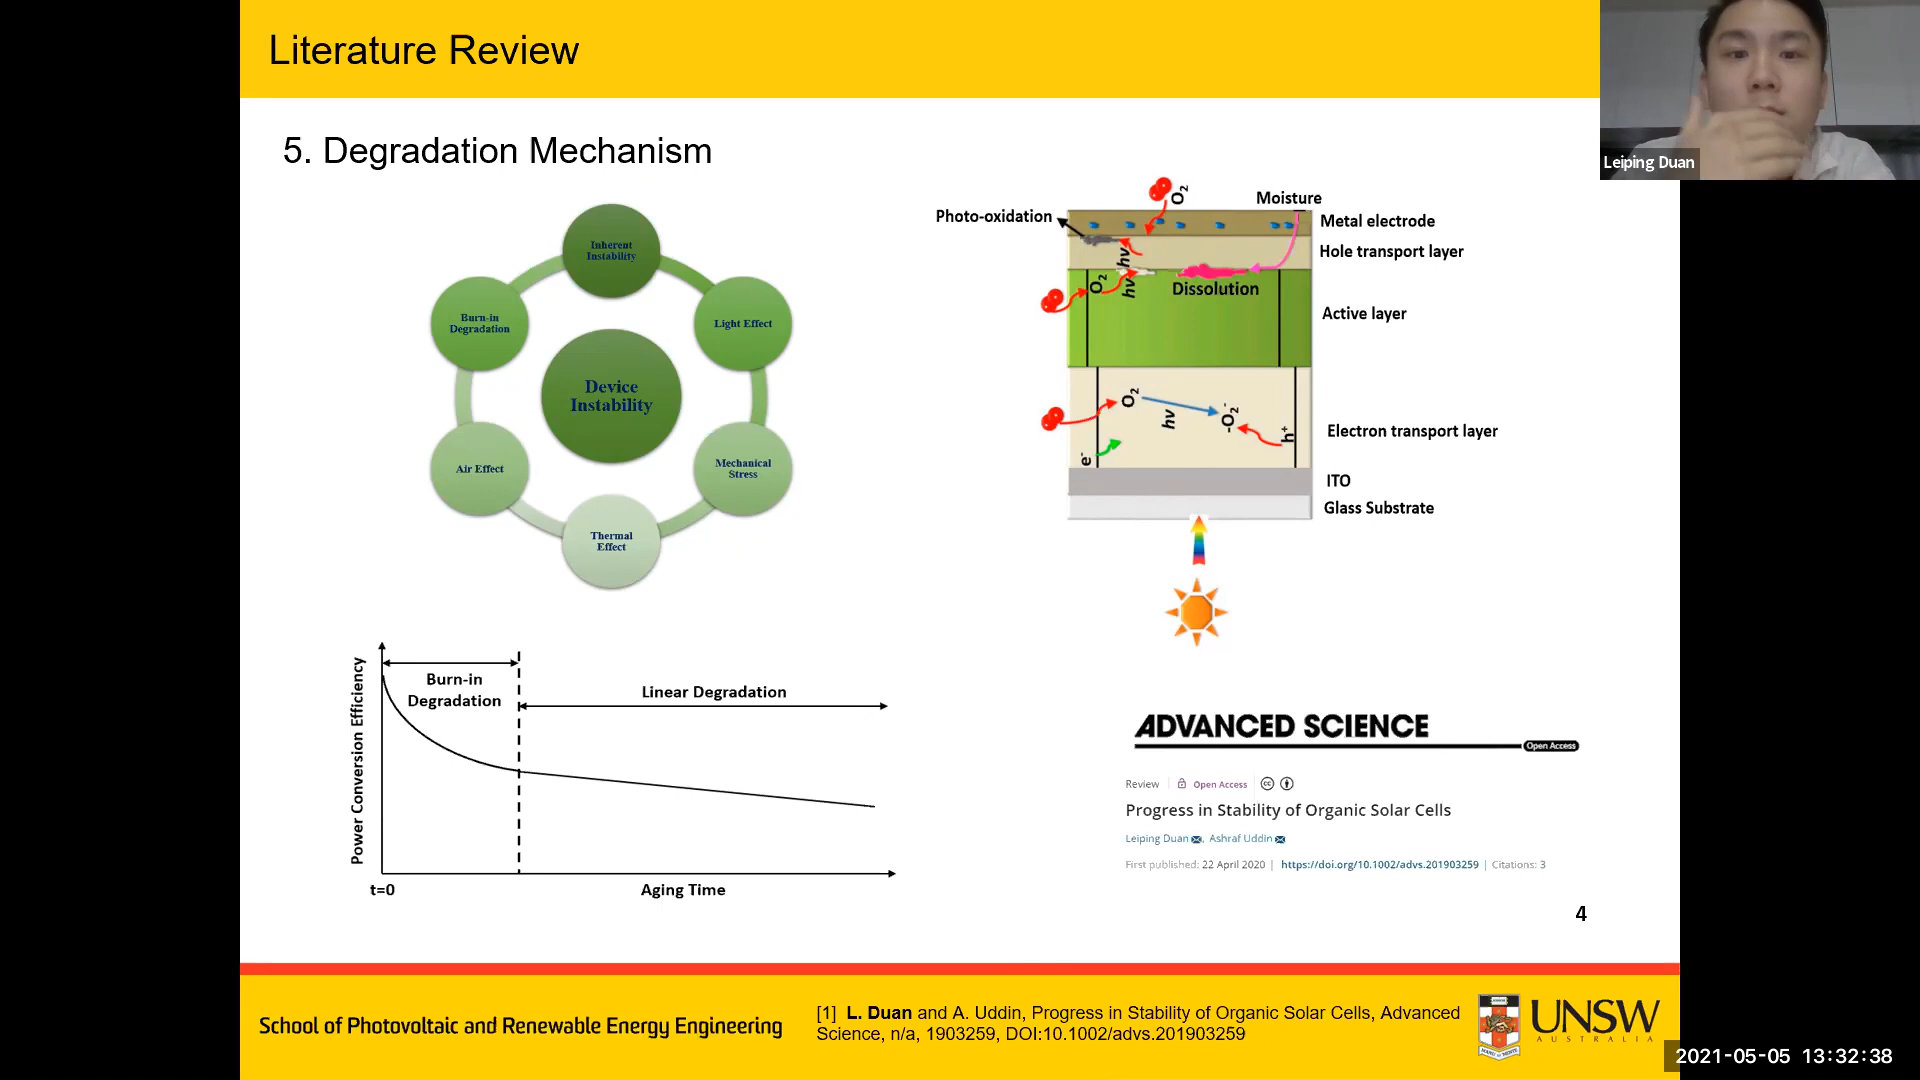 Literature Review
Leiping Duan
5. Degradation Mechanism
Inherent
Instability
Burn-in
Degradation
Light Effect
Device
Instability
Air Effect
Mechanical
Stress
Thermal
Effect
O2
Moisture
Photo-oxidation
Metal electrode
Hole transport layer
hv
O2
hv
Dissolution
Active layer
O2
hv
-O2-
h+
e-
Electron transport layer
ITO
Glass Substrate
Power Conversion Efficiency
Burn-in
Degradation
Linear Degradation
t=0
Aging Time
ADVANCED SCIENCE
Open Access
Review | Open Access
Progress in Stability of Organic Solar Cells
Leiping Duan, Ashraf Uddin
First published: 22 April 2020 | https://doi.org/10.1002/advs.201903259 | Citations: 3
4
School of Photovoltaic and Renewable Energy Engineering
[1] L. Duan and A. Uddin, Progress in Stability of Organic Solar Cells, Advanced
Science, n/a, 1903259, DOI:10.1002/advs.201903259
UNSW
AUSTRALIA
2021-05-05 13:32:38